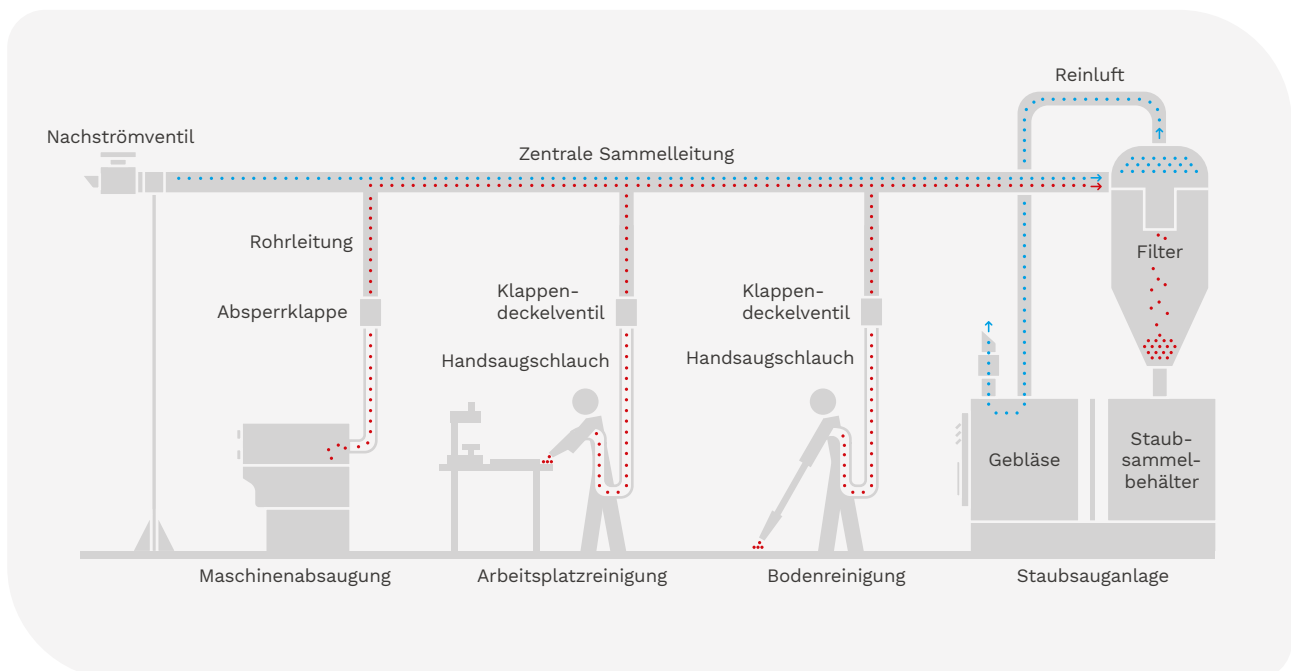 Reinluft
Nachströmventil
Zentrale Sammelleitung
Rohrleitung
Filter
Absperrklappe
Klappen-
deckelventil
Klappen-
deckelventil
Handsaugschlauch
Handsaugschlauch
Gebläse
Staub-
sammel-
behälter
Maschinenabsaugung
Arbeitsplatzreinigung
Bodenreinigung
Staubsauganlage